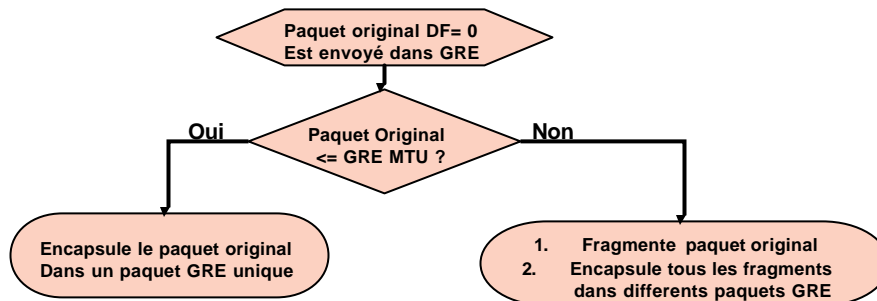 Paquet original DF= 0
Est envoyé dans GRE
Oui
Paquet Original
<= GRE MTU ?
Non
Encapsule le paquet original
Dans un paquet GRE unique
1. Fragmente paquet original
2. Encapsule tous les fragments
dans differents paquets GRE